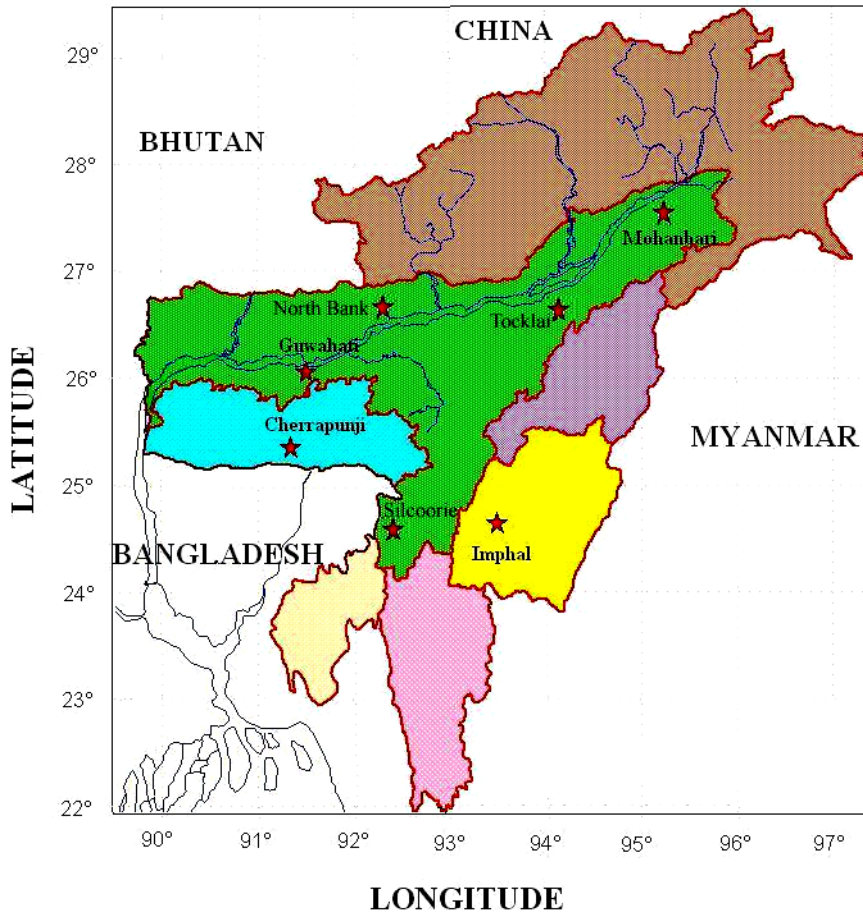 CHINA
29°
BHUTAN
28°
Mohanbari
27°
North Bank
Tocklai
Guwahati
26°
LATITUDE
Cherrapunji
MYANMAR
25°
Silcoorie
BANGLADESH
Imphal
24°
23°
22°
90° 91° 92° 93° 94° 95° 96° 97°
LONGITUDE